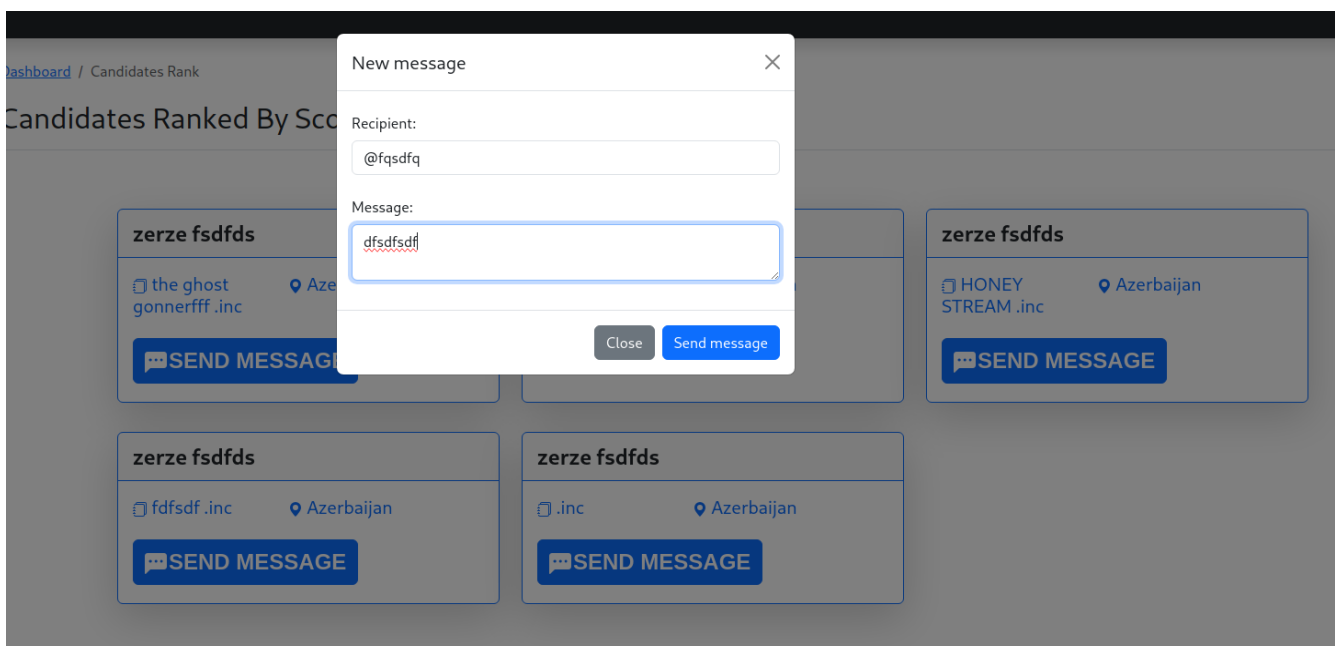 Dashboard / Candidates Rank
Candidates Ranked By Sco
New message
Recipient:
@fqsdfq
Message:
dfsdfsdf
Close
Send message
zerze fsdfds
the ghost
gonnerfff .inc
Aze
SEND MESSAGE
zerze fsdfds
HONEY
STREAM .inc
Azerbaijan
SEND MESSAGE
zerze fsdfds
fdfsdf .inc
Azerbaijan
SEND MESSAGE
zerze fsdfds
.inc
Azerbaijan
SEND MESSAGE